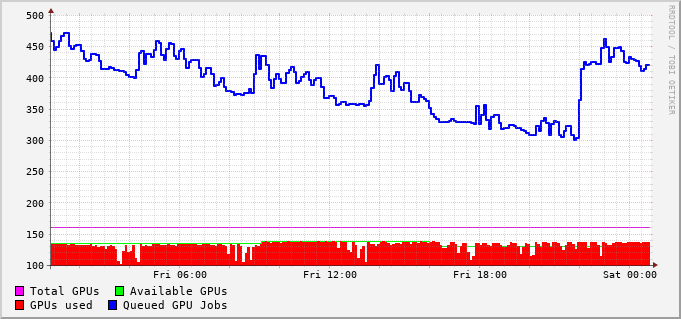 500
450
400
350
300
250
200
150
100
Fri 06:00 Fri 12:00 Fri 18:00 Sat 00:00
Total GPUs Available GPUs
GPUs used Queued GPU Jobs
RRDTOOL / TOBI OETIKER